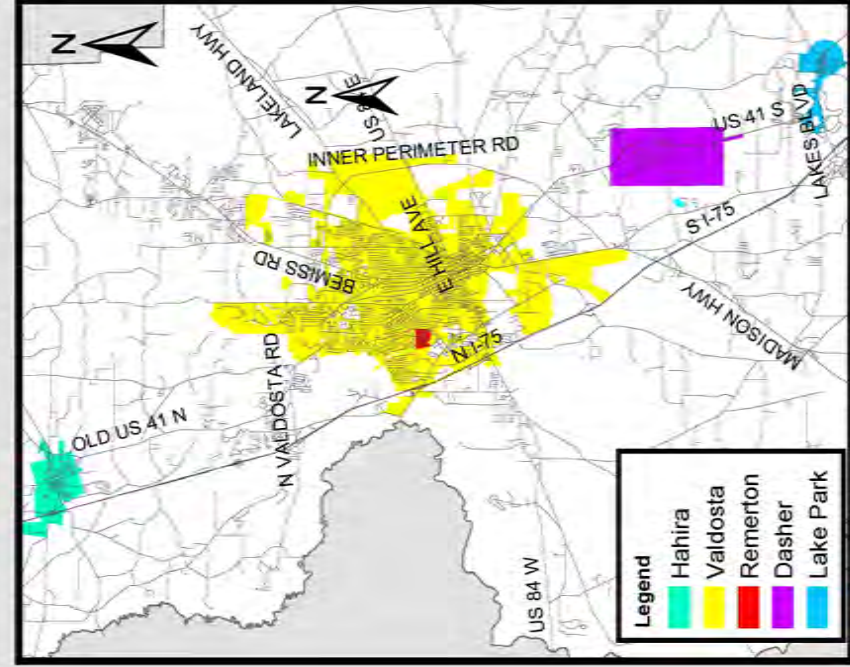 N
LAKELAND HWY
N
US 84 E
INNER PERIMETER RD
US 41 S
LAKES BLVD
E HILL AVE
S I-75
BEMISS RD
MADISON HWY
N I-75
N VALDOSTA RD
OLD US 41 N
US 84 W
Legend
Hahira
Valdosta
Remerton
Dasher
Lake Park